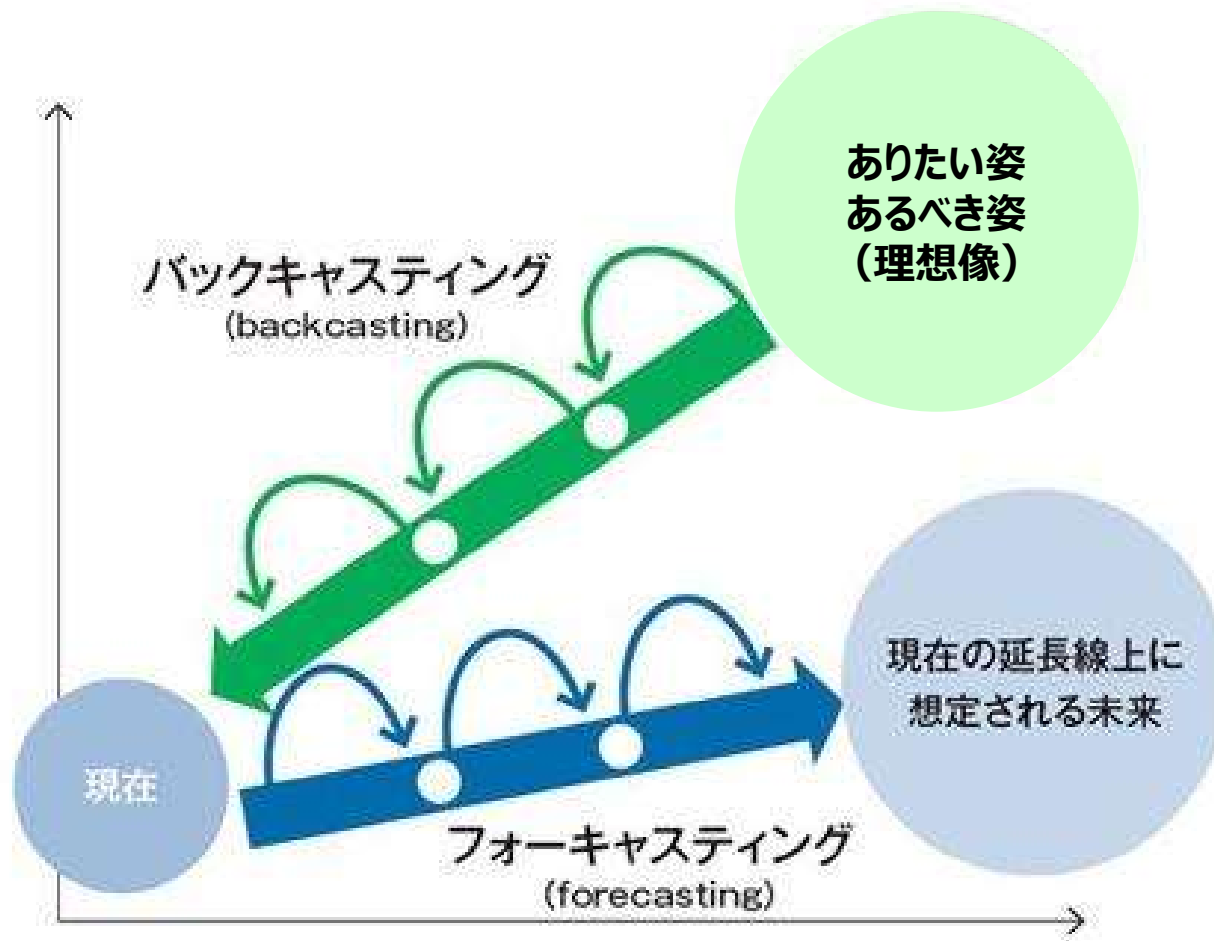 ありたい姿
あるべき姿
（理想像）
バックキャスティング
(backcasting)
現在の延長線上に
想定される未来
現在
フォーキャスティング
(forecasting)